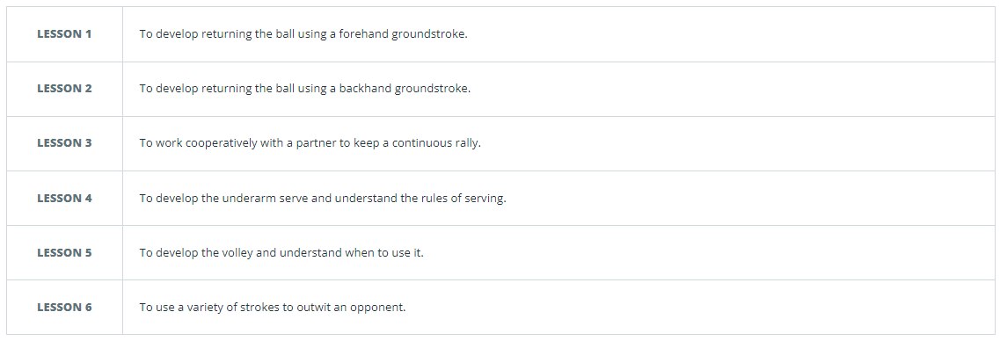 LESSON 1 To develop returning the ball using a forehand groundstroke.
LESSON 2 To develop returning the ball using a backhand groundstroke.
LESSON 3 To work cooperatively with a partner to keep a continuous rally.
LESSON 4 To develop the underarm serve and understand the rules of serving.
LESSON 5 To develop the volley and understand when to use it.
LESSON 6 To use a variety of strokes to outwit an opponent.